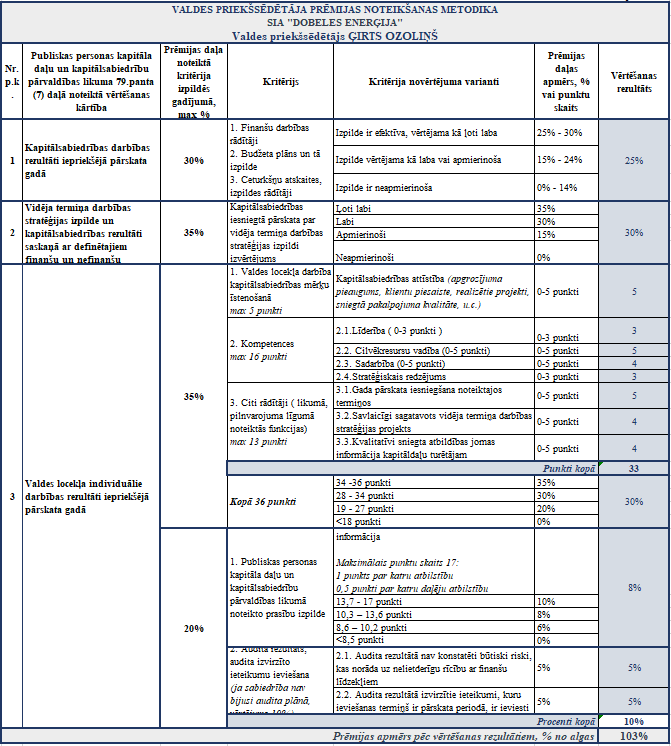 VALDES PRIEKŠSĒDĒTĀJA PRĒMIJAS NOTEIKŠANAS METODIKA
SIA "DOBELES ENERĢIJA"
Valdes priekšsēdētājs ĢIRTS OZOLIŅŠ
Nr.
p.k
.
Publiskas personas kapitāla
daļu un kapitālsabiedrību
pārvaldības likuma 79.panta
(7) daļā noteiktā vērtēšanas
kārtība
Prēmijas daļa
noteiktā
kritērija
izpildēs
gadījumā,
max %
Kritērijs
Kritērija novērtējuma varianti
Prēmijas
daļas
apmērs, %
vai punktu
skaits
Vērtēšanas
rezultāts
1
Kapitālsabiedrības darbības
rezultāti iepriekšējā pārskata
gadā
30%
1. Finanšu darbības
rādītāji
2. Budžeta plāns un tā
izpilde
3. Ceturkšņu atskaites,
izpildes rādītāji
Izpilde ir efektīva, vērtējama kā ļoti laba
25% - 30%
Izpilde vērtējama kā laba vai apmierinoša
15% - 24%
Izpilde ir neapmierinoša
0% - 14%
25%
2
Vidēja termiņa darbības
stratēģijas izpilde un
kapitālsabiedrības rezultāti
saskaņā ar definētajiem
finanšu un nefinanšu
35%
Kapitālsabiedrības
iesniegtā pārskata par
vidēja termiņa darbības
stratēģijas izpildi
izvērtējums
Ļoti labi
35%
Labi
30%
Apmierinoši
15%
Neapmierinoši
0%
30%
3
Valdes locekļa individuālie
darbības rezultāti iepriekšējā
pārskata gadā
35%
1. Valdes locekļa darbība
kapitālsabiedrības mērķu
īstenošanā
max 5 punkti
Kapitālsabiedrības attīstība (apgrozījuma
pieaugums, klientu piesaiste, realizētie projekti,
sniegtā pakalpojuma kvalitāte, u.c.)
0-5 punkti
5
2. Kompetences
max 16 punkti
2.1.Līderība ( 0-3 punkti )
0-3 punkti
3
2.2. Cilvēkresursu vadība (0-5 punkti)
0-5 punkti
5
2.3. Sadarbība (0-5 punkti)
0-5 punkti
4
2.4.Stratēģiskais redzējums
0-3 punkti
3
3. Citi rādītāji ( likumā,
pilnvarojuma līgumā
noteiktās funkcijas)
max 13 punkti
3.1.Gada pārskata iesniegšana noteiktajos
termiņos
0-5 punkti
5
3.2.Savlaicīgi sagatavots vidēja termiņa darbības
stratēģijas projekts
0-5 punkti
4
3.3.Kvalitatīvi sniegta atbildības jomas
informācija kapitāldaļu turētājam
0-5 punkti
4
Punkti kopā
33
Kopā 36 punkti
34 -36 punkti
35%
28 - 34 punkti
30%
19 - 27 punkti
20%
<18 punkti
0%
30%
20%
1. Publiskas personas
kapitāla daļu un
kapitālsabiedrību
pārvaldības likumā
noteikto prasību izpilde
informācija
Maksimālais punktu skaits 17:
1 punkts par katru atbilstību
0,5 punkti par katru daļēju atbilstību
13,7 - 17 punkti
10%
10,3 – 13,6 punkti
8%
8,6 – 10,2 punkti
6%
<8,5 punkti
0%
8%
2. Audita rezultāts,
audita izvirzīto
ieteikumu ieviešana
(ja sabiedrība nav
bijusi audita plānā,
2.1. Audita rezultātā nav konstatēti būtiski riski,
kas norāda uz nelietderīgu rīcību ar finanšu
līdzekļiem
5%
5%
2.2. Audita rezultātā izvirzītie ieteikumi, kuru
ieviešanas termiņš ir pārskata periodā, ir ieviesti
5%
5%
Procenti kopā
10%
Prēmijas apmērs pēc vērtēšanas rezultātiem, % no algas
103%